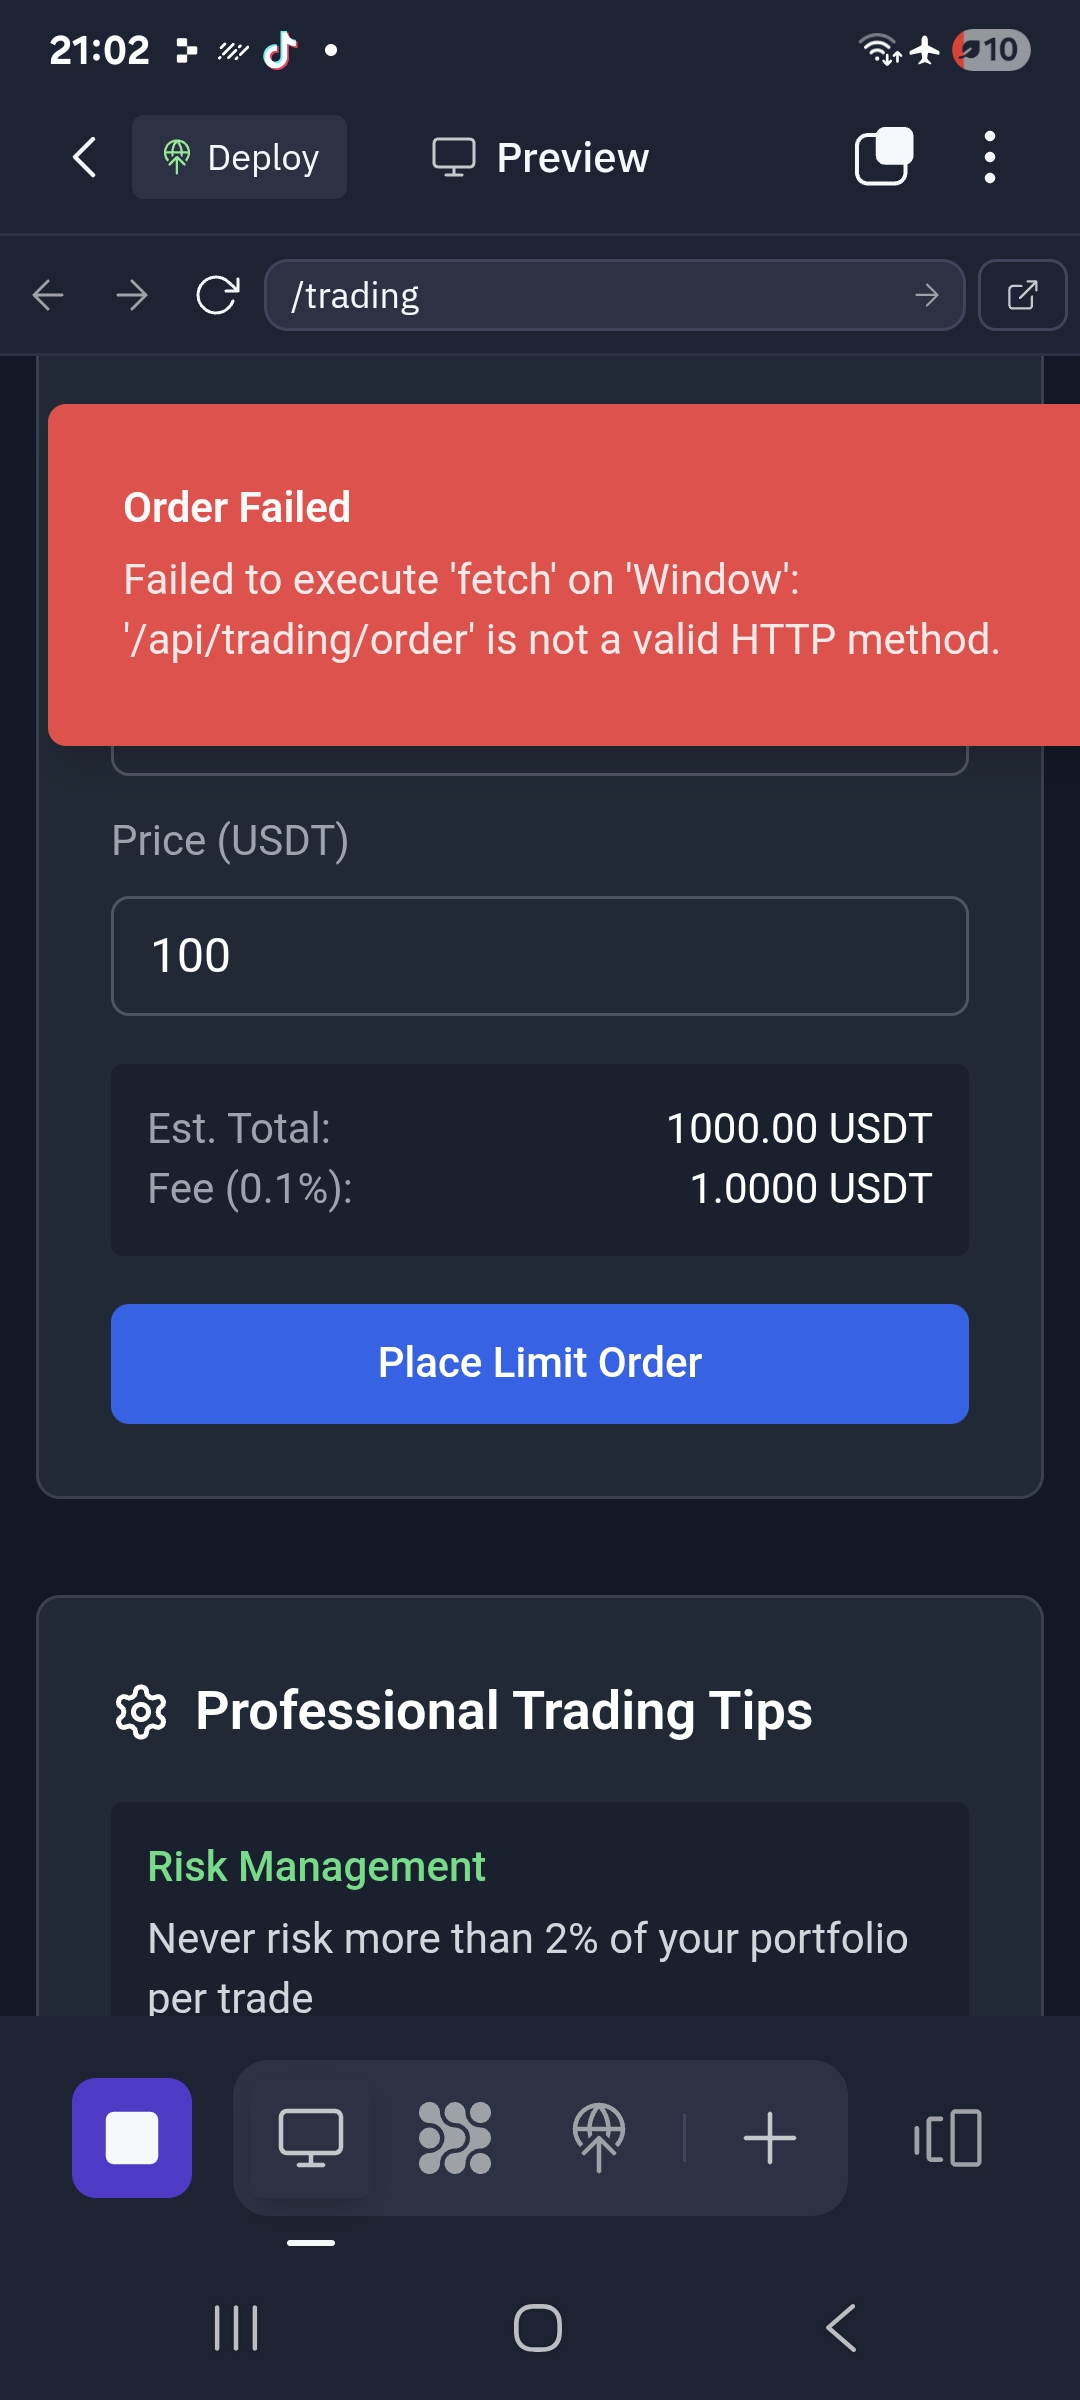 21:02
10
Deploy
Preview
/trading
Order Failed
Failed to execute 'fetch' on 'Window':
'/api/trading/order' is not a valid HTTP method.
Price (USDT)
100
Est. Total: 1000.00 USDT
Fee (0.1%): 1.0000 USDT
Place Limit Order
Professional Trading Tips
Risk Management
Never risk more than 2% of your portfolio
per trade